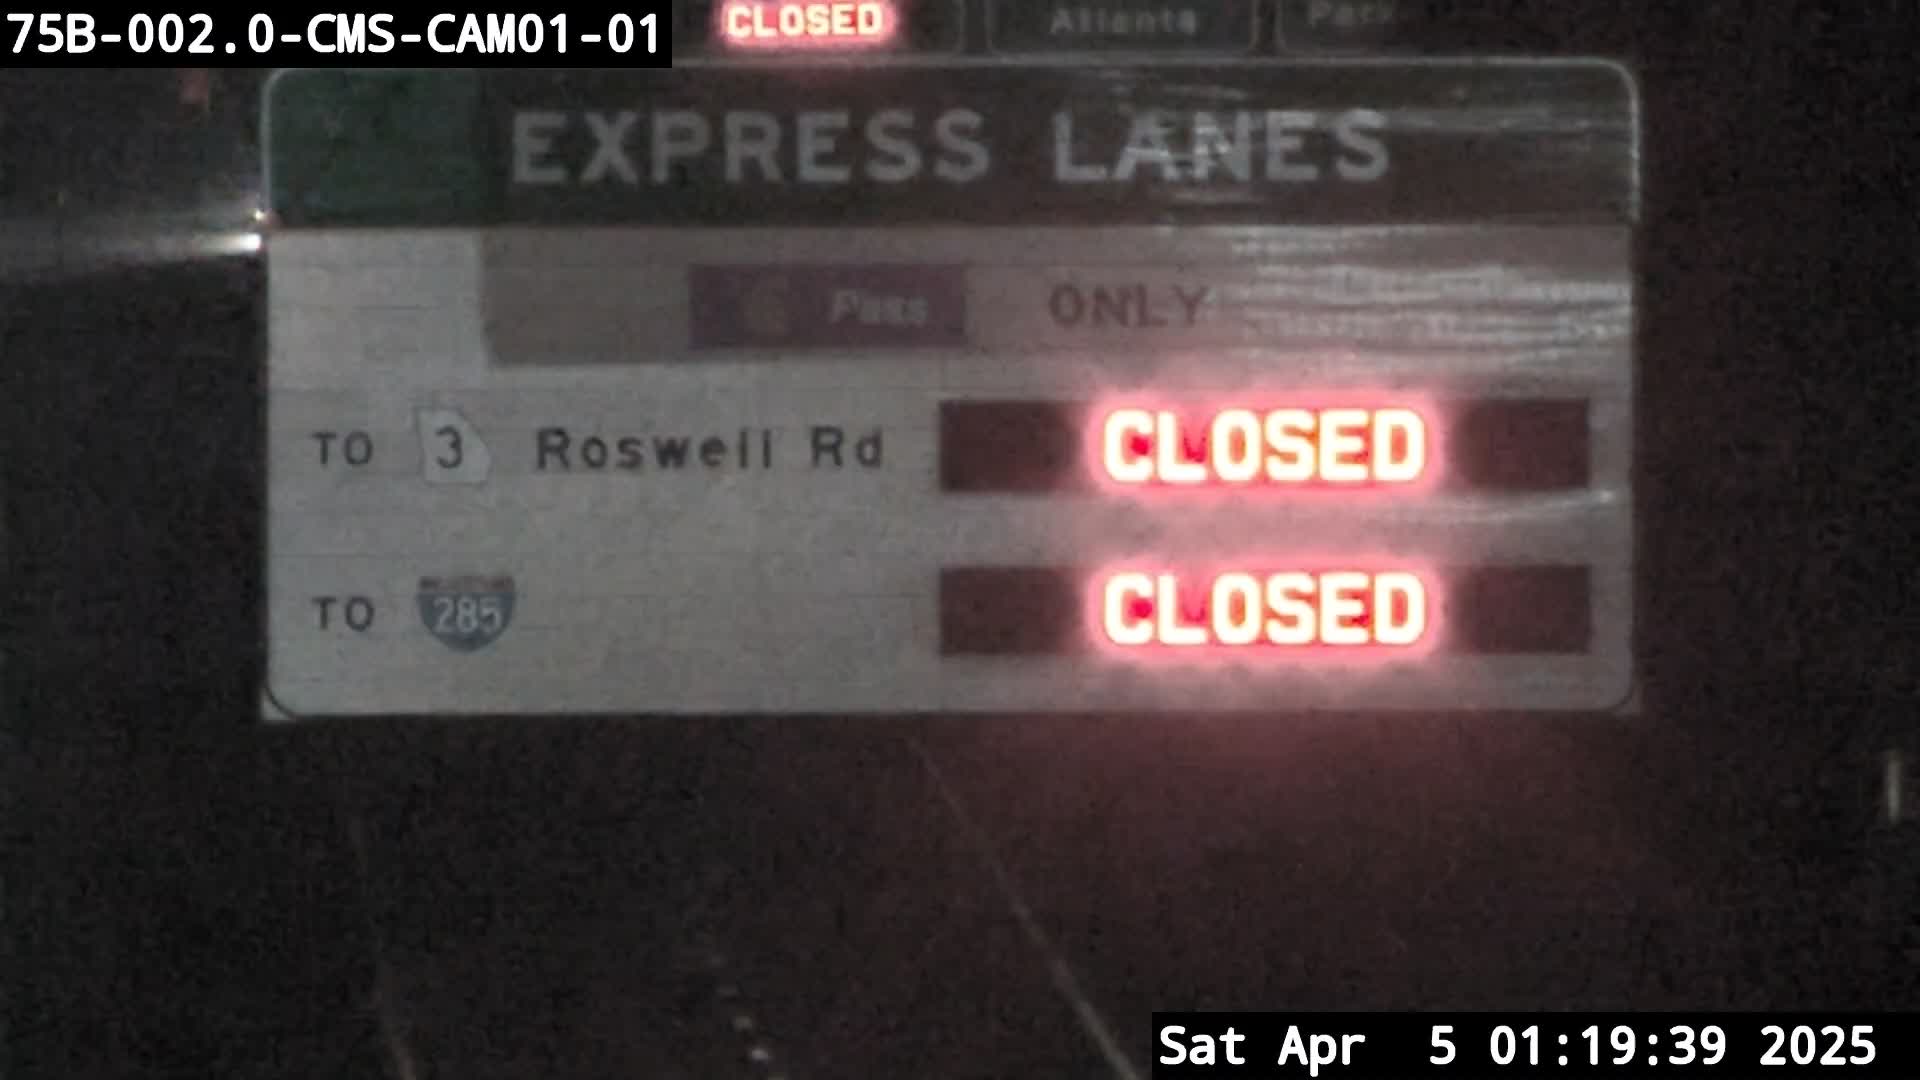 75B-002.0-CMS-CAM01-01
CLOSED
Atlanta
EXPRESS LANES
Pass ONLY
TO 3 Roswell Rd CLOSED
TO 285 CLOSED
Sat Apr 5 01:19:39 2025